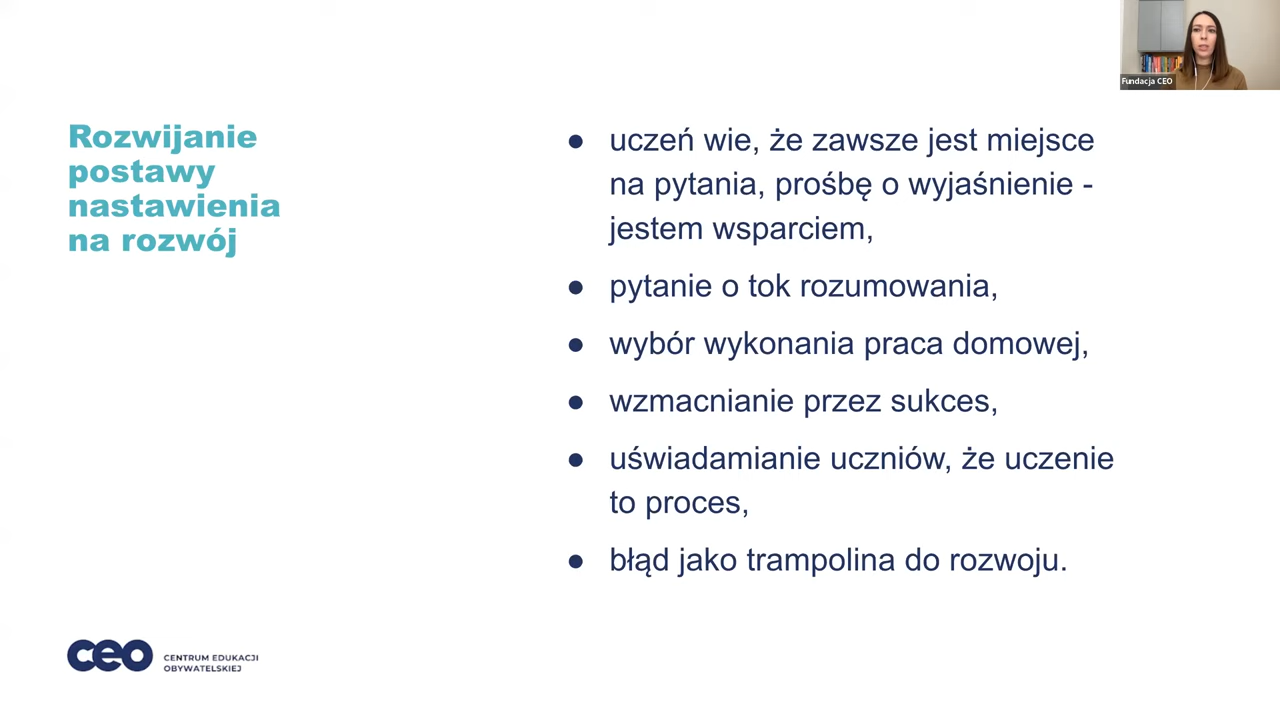 Fundacja CEO
Rozwijanie
postawy
nastawienia
na rozwój
● uczeń wie, że zawsze jest miejsce
na pytania, prośbę o wyjaśnienie -
jestem wsparciem,
● pytanie o tok rozumowania,
● wybór wykonania praca domowej,
● wzmacnianie przez sukces,
● uświadamianie uczniów, że uczenie
to proces,
● błąd jako trampolina do rozwoju.
ceo
CENTRUM EDUKACJI
OBYWATELSKIEJ